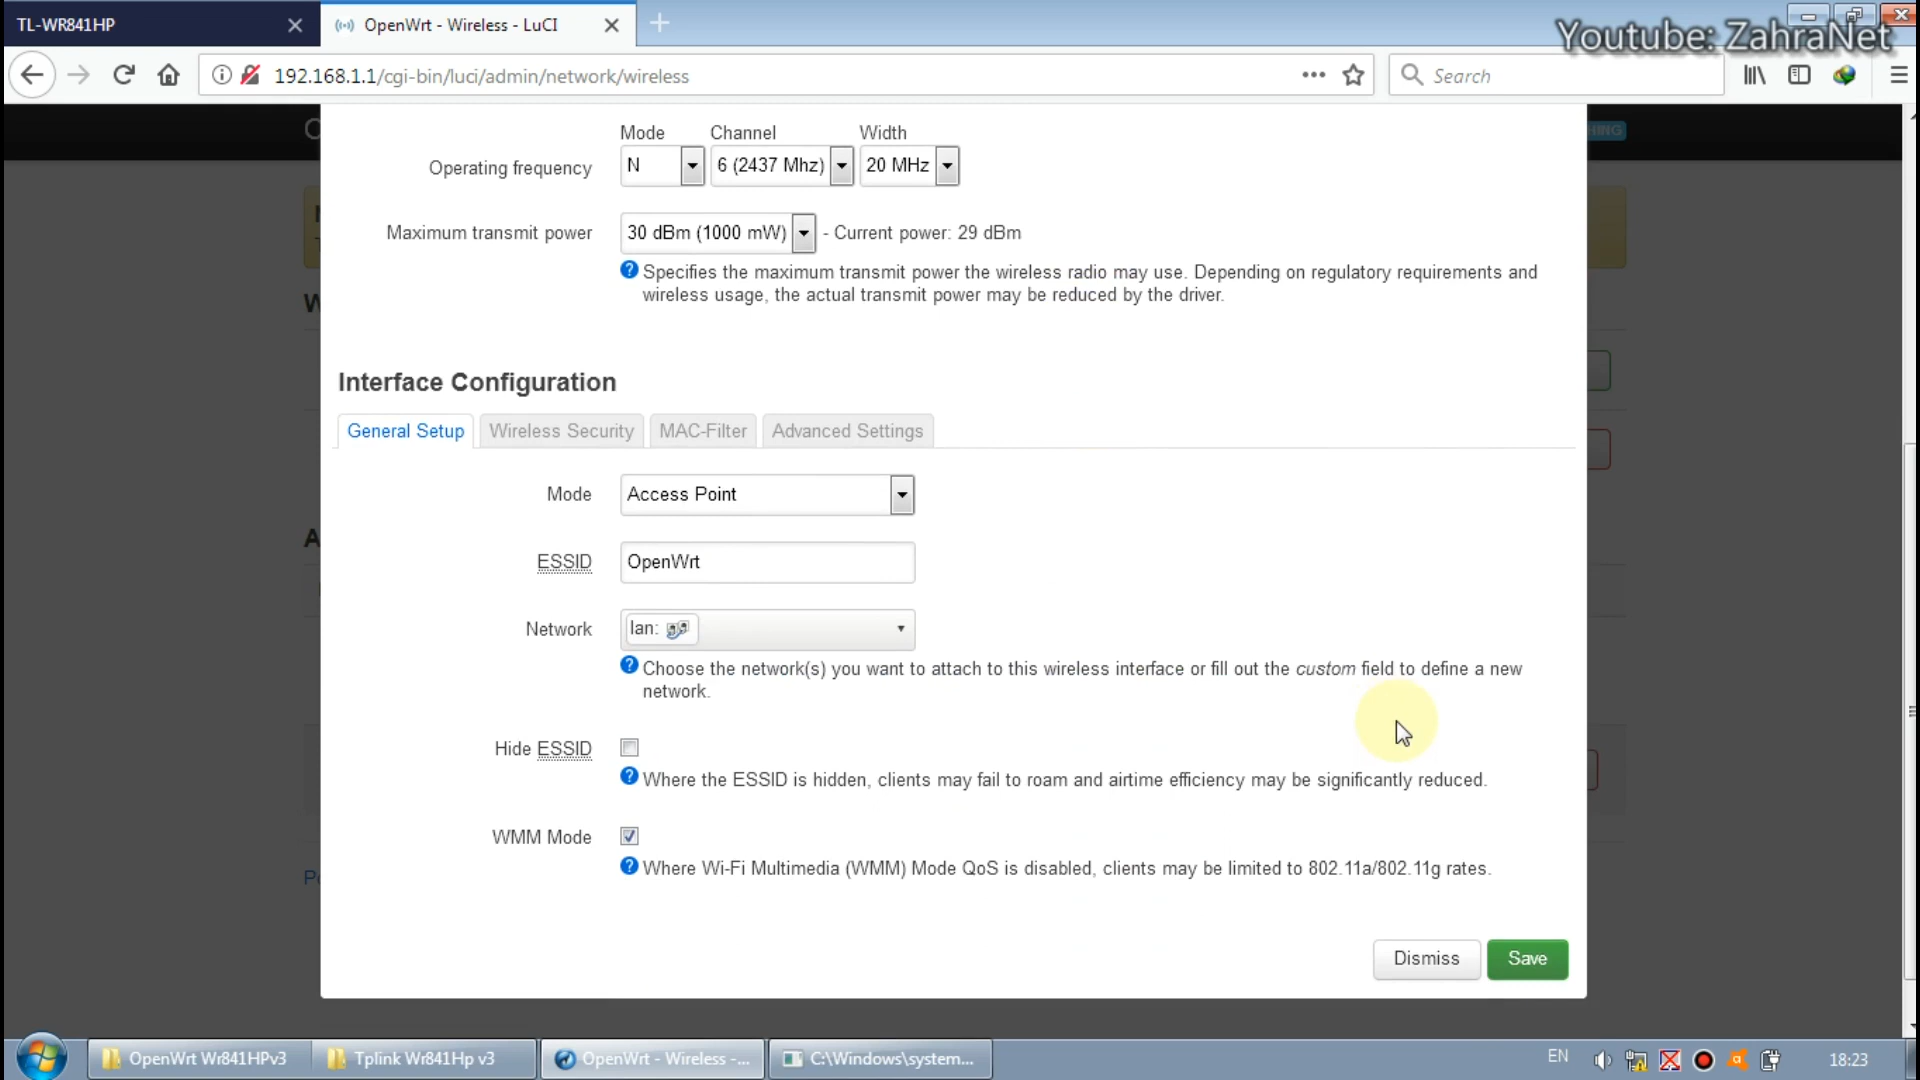 TL-WR841HP
OpenWrt - Wireless - LuCI
Youtube: ZahraNet
192.168.1.1/cgi-bin/luci/admin/network/wireless
Search
Mode
Channel
Width
Operating frequency
N
6 (2437 Mhz)
20 MHz
Maximum transmit power
30 dBm (1000 mW)
- Current power: 29 dBm
Specifies the maximum transmit power the wireless radio may use. Depending on regulatory requirements and
wireless usage, the actual transmit power may be reduced by the driver.
Interface Configuration
General Setup
Wireless Security
MAC-Filter
Advanced Settings
Mode
Access Point
ESSID
OpenWrt
Network
lan:
Choose the network(s) you want to attach to this wireless interface or fill out the custom field to define a new
network.
Hide ESSID
Where the ESSID is hidden, clients may fail to roam and airtime efficiency may be significantly reduced.
WMM Mode
Where Wi-Fi Multimedia (WMM) Mode QoS is disabled, clients may be limited to 802.11a/802.11g rates.
Dismiss
Save
OpenWrt Wr841HPv3
Tplink Wr841Hp v3
OpenWrt - Wireless -...
C:\Windows\system...
EN
18:23